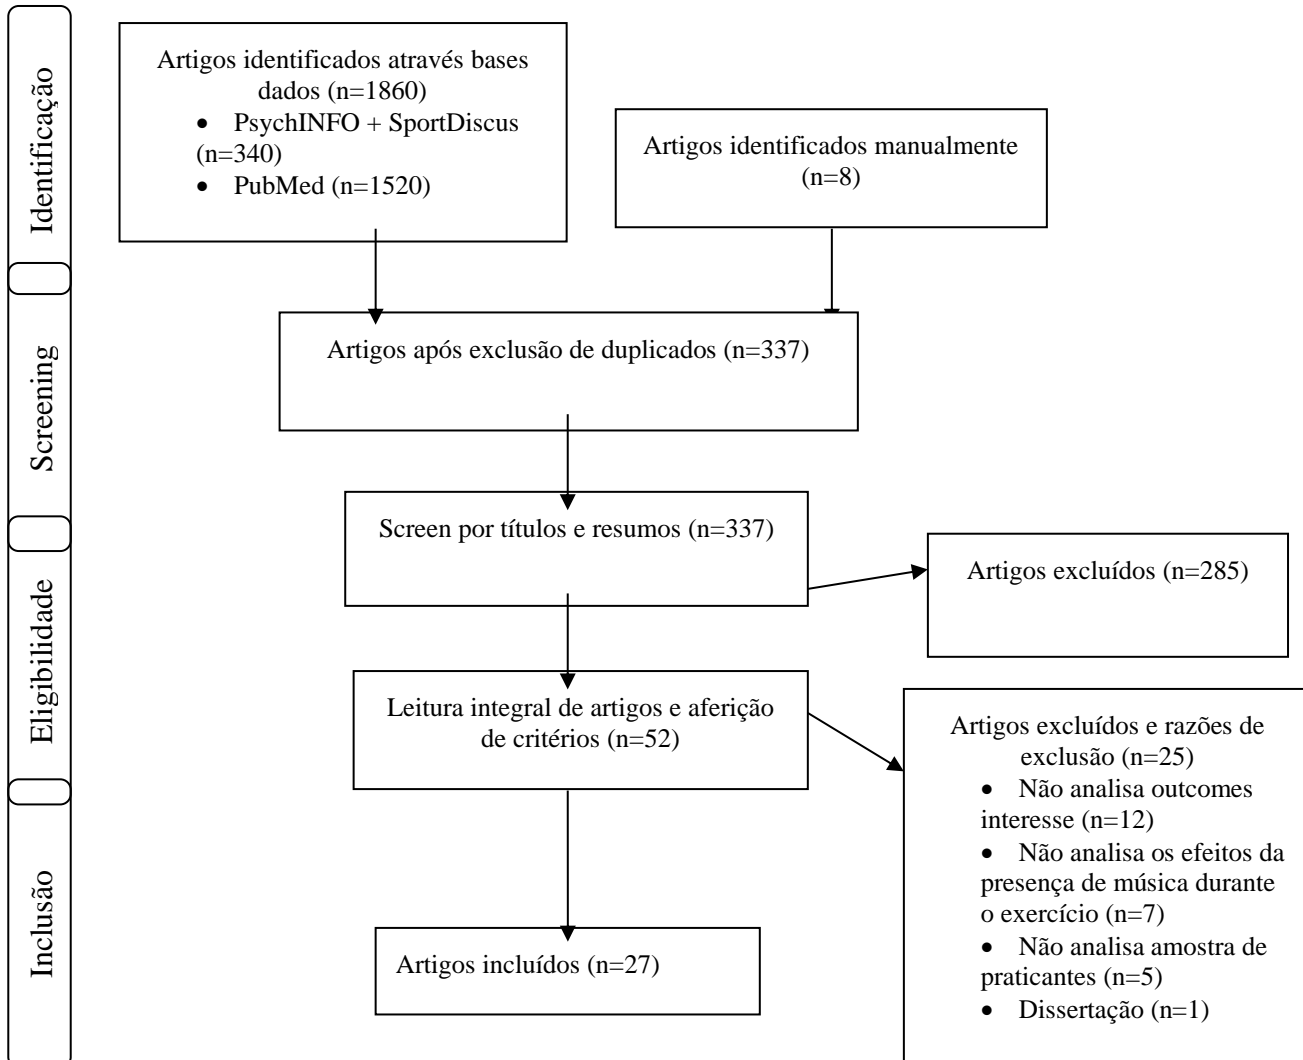 Identificação
Artigos identificados através bases
dados (n=1860)
• PsychINFO + SportDiscus
(n=340)
• PubMed (n=1520)
Artigos identificados manualmente
(n=8)
Screening
Artigos após exclusão de duplicados (n=337)
Screen por títulos e resumos (n=337)
Artigos excluídos (n=285)
Eligibilidade
Leitura integral de artigos e aferição
de critérios (n=52)
Artigos excluídos e razões de
exclusão (n=25)
• Não analisa outcomes
interesse (n=12)
• Não analisa os efeitos da
presença de música durante
o exercício (n=7)
• Não analisa amostra de
praticantes (n=5)
• Dissertação (n=1)
Inclusão
Artigos incluídos (n=27)